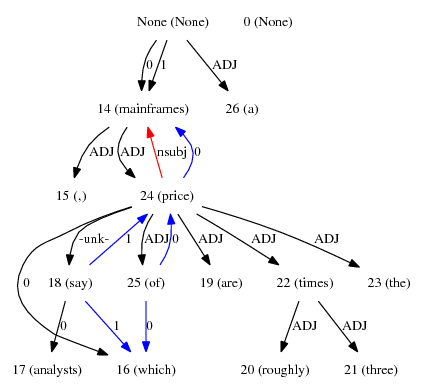 None (None) 0 (None)
0 1 ADJ
14 (mainframes) 26 (a)
ADJ ADJ nsubj 0
15 (,) 24 (price)
0 -unk- 1 ADJ 0 ADJ ADJ ADJ
18 (say) 25 (of) 19 (are) 22 (times) 23 (the)
0 1 0 ADJ ADJ
17 (analysts) 16 (which) 20 (roughly) 21 (three)